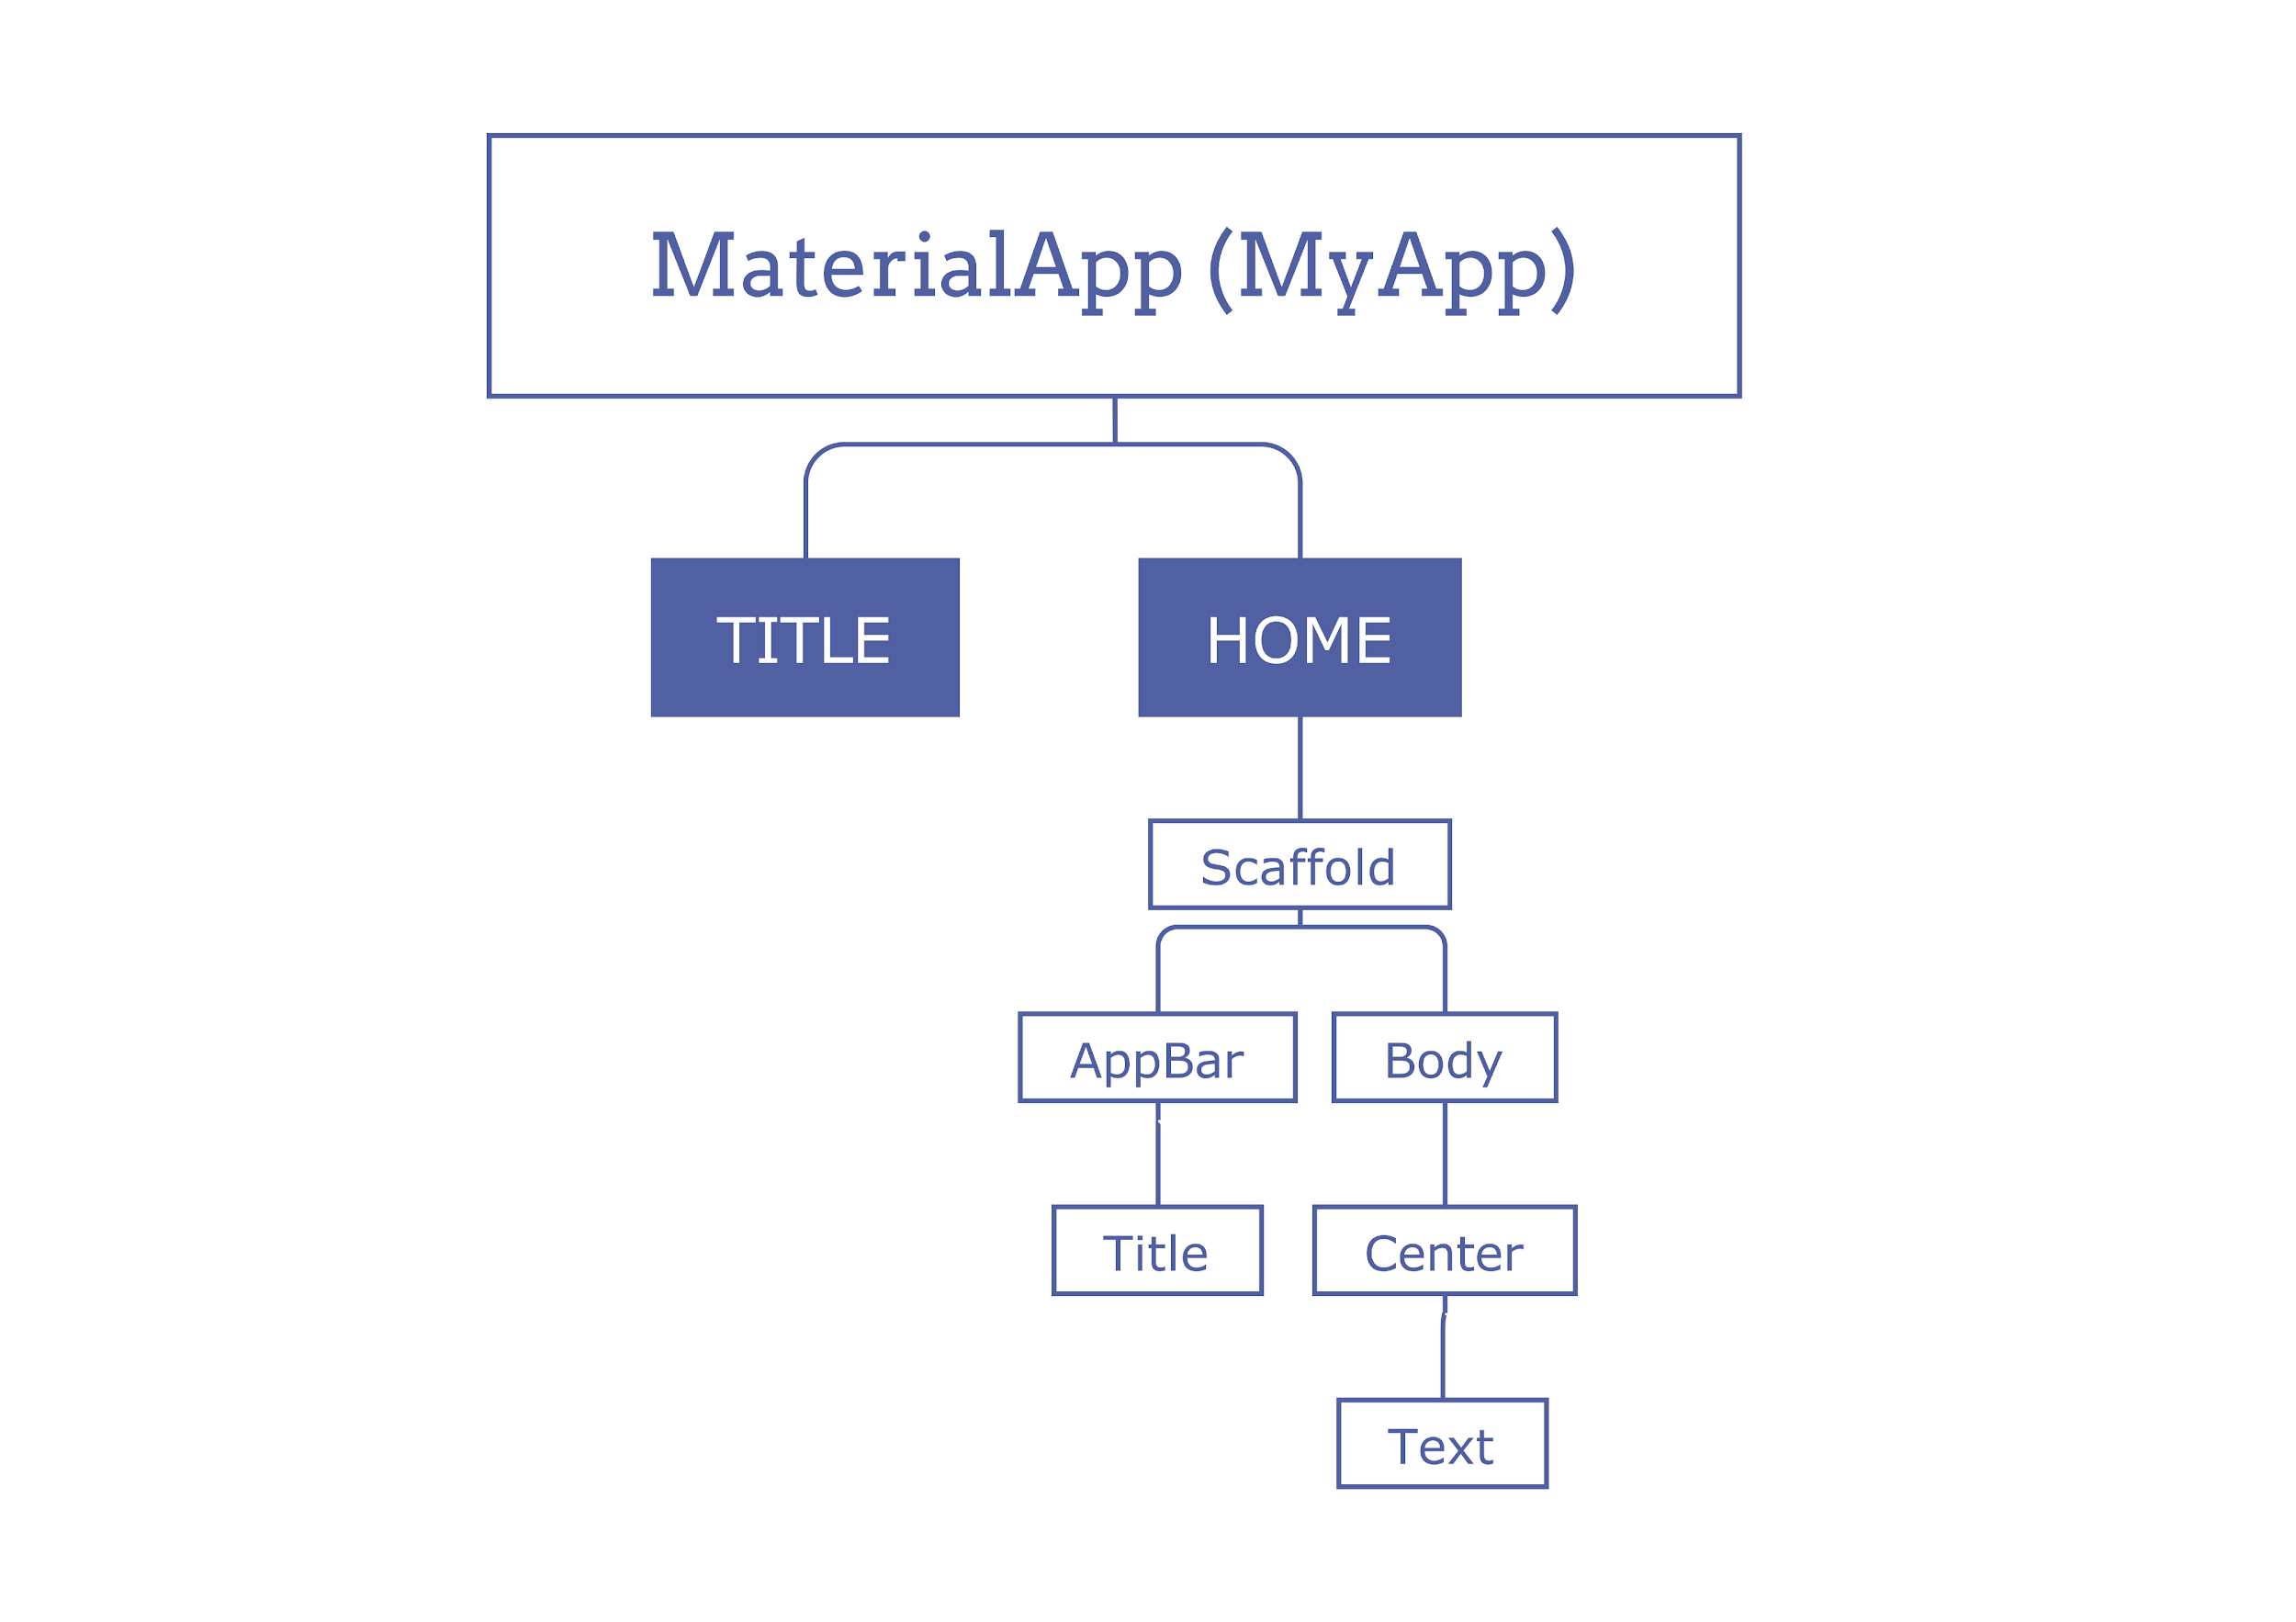 MaterialApp (MyApp)
TITLE
HOME
Scaffold
AppBar
Body
Title
Center
Text